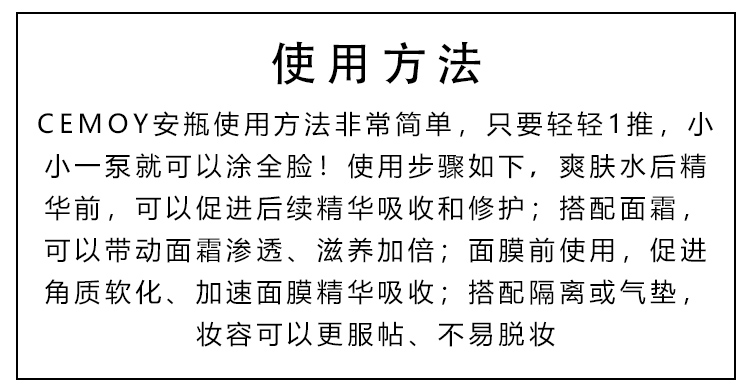 使用方法
CEMOY安瓶使用方法非常简单，只要轻轻1推，小
小一泵就可以涂全脸！使用步骤如下，爽肤水后精
华前，可以促进后续精华吸收和修护；搭配面霜，
可以带动面霜渗透、滋养加倍；面膜前使用，促进
角质软化、加速面膜精华吸收；搭配隔离或气垫，
妆容可以更服帖、不易脱妆